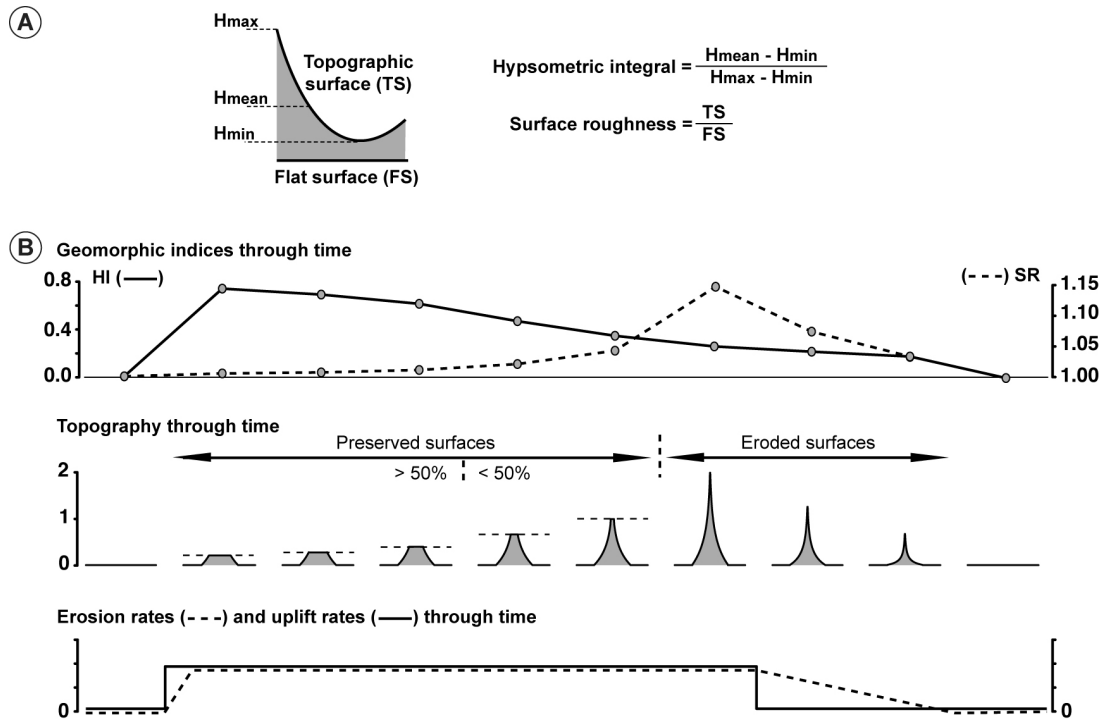 A
Hmax
Topographic
surface (TS)
Hmean
Hmin
Flat surface (FS)
Hypsometric integral = Hmean - Hmin
Hmax - Hmin
Surface roughness = TS
FS
B
Geomorphic indices through time
HI (——)
(- - -) SR
0.8
0.4
0.0
1.15
1.10
1.05
1.00
Topography through time
Preserved surfaces
Eroded surfaces
> 50%
< 50%
2
1
0
Erosion rates (- - -) and uplift rates (——) through time
0
0